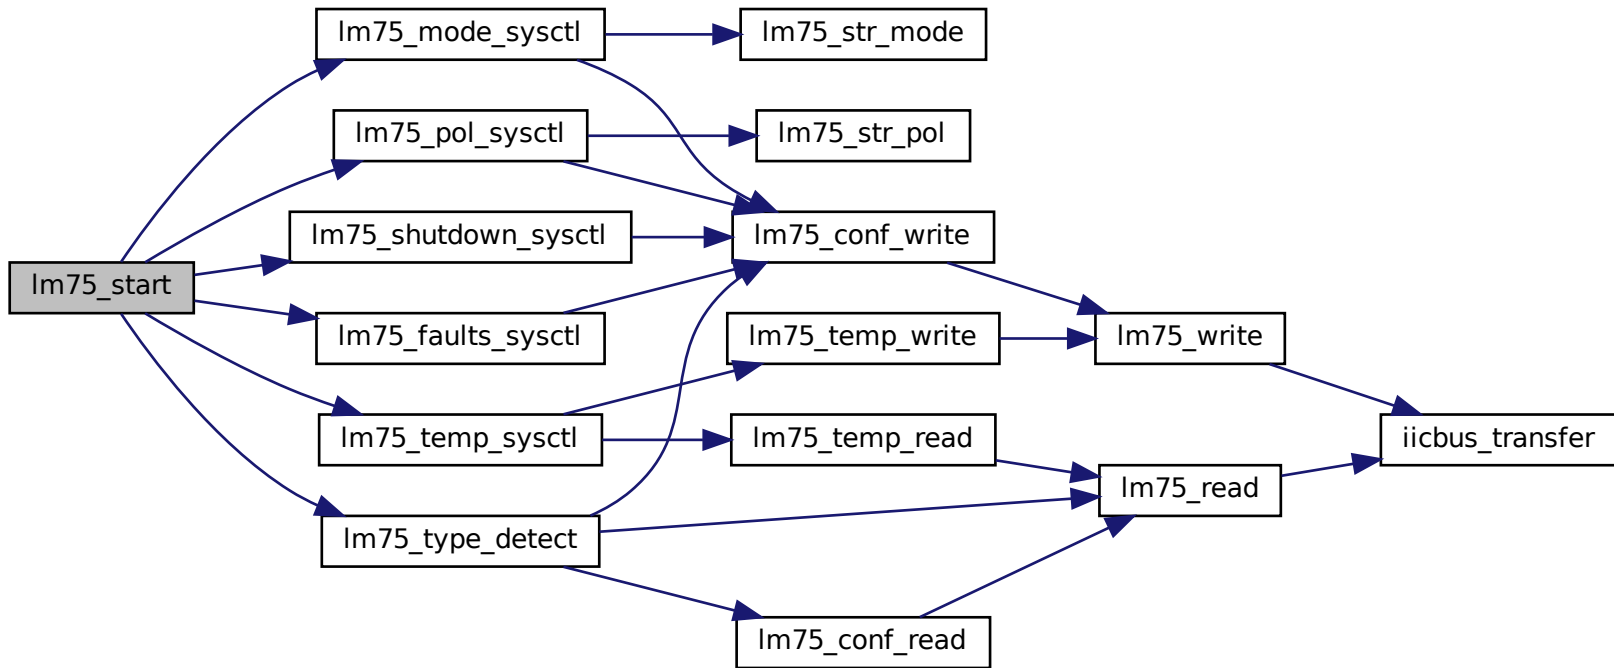 lm75_mode_sysctl
lm75_str_mode
lm75_pol_sysctl
lm75_str_pol
lm75_shutdown_sysctl
lm75_conf_write
lm75_start
lm75_faults_sysctl
lm75_temp_write
lm75_write
lm75_temp_sysctl
lm75_temp_read
iicbus_transfer
lm75_read
lm75_type_detect
lm75_conf_read